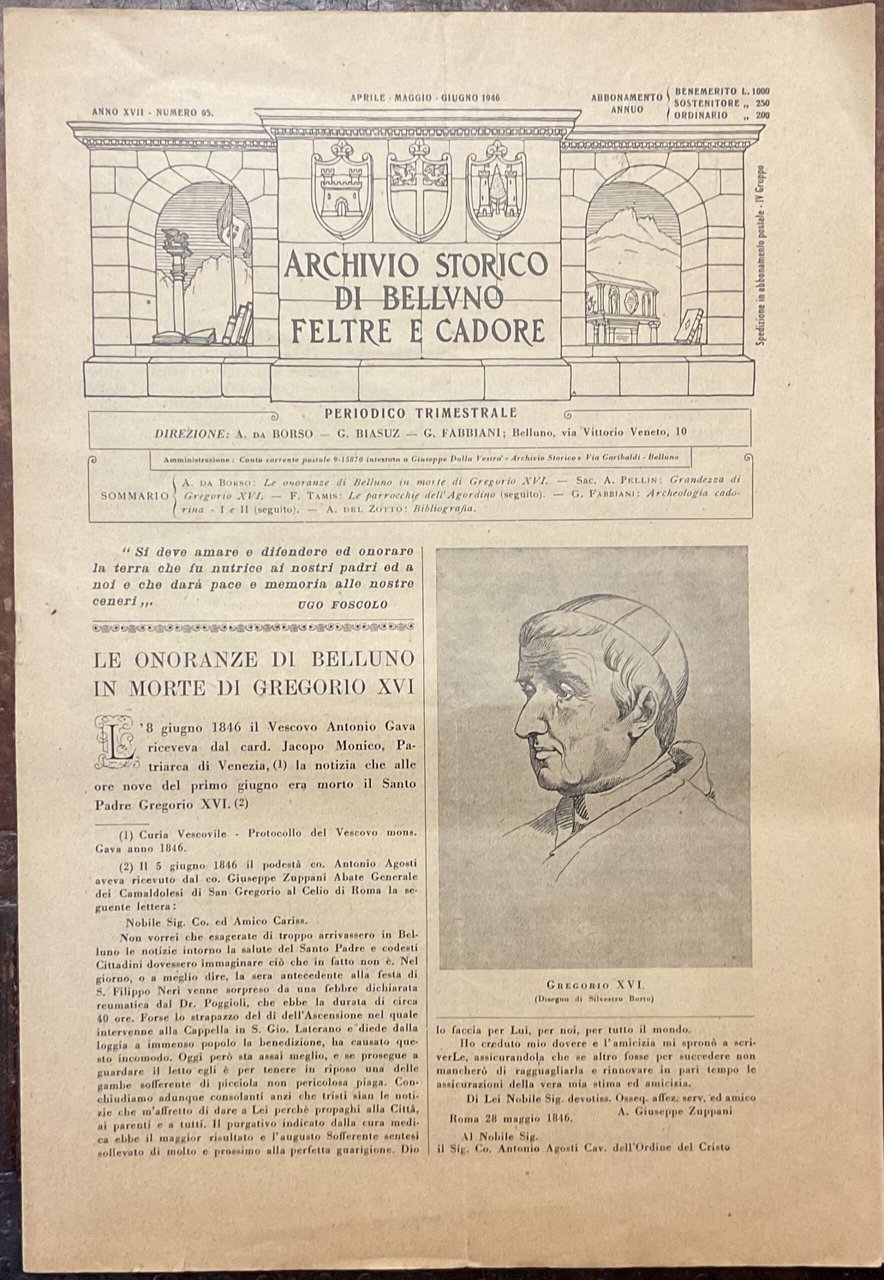 ANNO XVII - NUMERO 95.
APRILE - MAGGIO - GIUGNO 1946
ABBONAMENTO ANNUO
BENEMERITO L. 1000
SOSTENITORE „ 250
ORDINARIO „ 200
Spedizione in abbonamento postale - IV Gruppo
ARCHIVIO STORICO
DI BELLVNO
FELTRE E CADORE
PERIODICO TRIMESTRALE
DIREZIONE: A. DA BORSO — G. BIASUZ — G. FABBIANI; Belluno, via Vittorio Veneto, 10
Amministrazione: Conto corrente postale 9-15870 intestato a Giuseppe Dalla Vestra « Archivio Storico » Via Garibaldi - Belluno
SOMMARIO
A. DA BORSO: Le onoranze di Belluno in morte di Gregorio XVI. — Sac. A. PELLIN: Grandezza di
Gregorio XVI. — F. TAMIS: Le parrocchie dell'Agordino (seguito). — G. FABBIANI: Archeologia cado-
rina - I e II (seguito). — A. DEL ZOTTO: Bibliografia.
“ Si deve amare e difendere ed onorare
la terra che fu nutrice ai nostri padri ed a
noi e che darà pace e memoria alle nostre
ceneri „.
UGO FOSCOLO
LE ONORANZE DI BELLUNO
IN MORTE DI GREGORIO XVI
L'8 giugno 1846 il Vescovo Antonio Gava
riceveva dal card. Jacopo Monico, Pa-
triarca di Venezia, (1) la notizia che alle
ore nove del primo giugno era morto il Santo
Padre Gregorio XVI. (2)
(1) Curia Vescovile - Protocollo del Vescovo mons.
Gava anno 1846.
(2) Il 5 giugno 1846 il podestà co. Antonio Agosti
aveva ricevuto dal co. Giuseppe Zuppani Abate Generale
dei Camaldolesi di San Gregorio al Celio di Roma la se-
guente lettera:
Nobile Sig. Co. ed Amico Cariss.
Non vorrei che esagerate di troppo arrivassero in Bel-
luno le notizie intorno la salute del Santo Padre e codesti
Cittadini dovessero immaginare ciò che in fatto non è. Nel
giorno, o a meglio dire, la sera antecedente alla festa di
S. Filippo Neri venne sorpreso da una febbre dichiarata
reumatica dal Dr. Poggioli, che ebbe la durata di circa
40 ore. Forse lo strapazzo del dì dell'Ascensione nel quale
intervenne alla Cappella in S. Gio. Laterano e diede dalla
loggia a immenso popolo la benedizione, ha causato que-
sto incomodo. Oggi però sta assai meglio, e se prosegue a
guardare il letto egli è per tenere in riposo una delle
gambe sofferente di picciola non pericolosa piaga. Con-
chiudiamo adunque consolanti anzi che tristi sian le noti-
zie che m'affretto di dare a Lei perchè propaghi alla Città,
ai parenti e a tutti. Il purgativo indicato dalla cura medi-
ca ebbe il maggior risultato e l'augusto Sofferente sentesi
sollevato di molto e prossimo alla perfetta guarigione. Dio
GREGORIO XVI.
(Disegno di Silvestro Borto)
lo faccia per Lui, per noi, per tutto il mondo.
Ho creduto mio dovere e l'amicizia mi spronò a scri-
verLe, assicurandola che se altro fosse per succedere non
mancherò di ragguagliarla e rinnovare in pari tempo le
assicurazioni della vera mia stima ed amicizia.
Di Lei Nobile Sig. devotiss. Osseq. affez. serv. ed amico
A. Giuseppe Zuppani
Roma 28 maggio 1846.
Al Nobile Sig.
il Sig. Co. Antonio Agosti Cav. dell'Ordine del Cristo